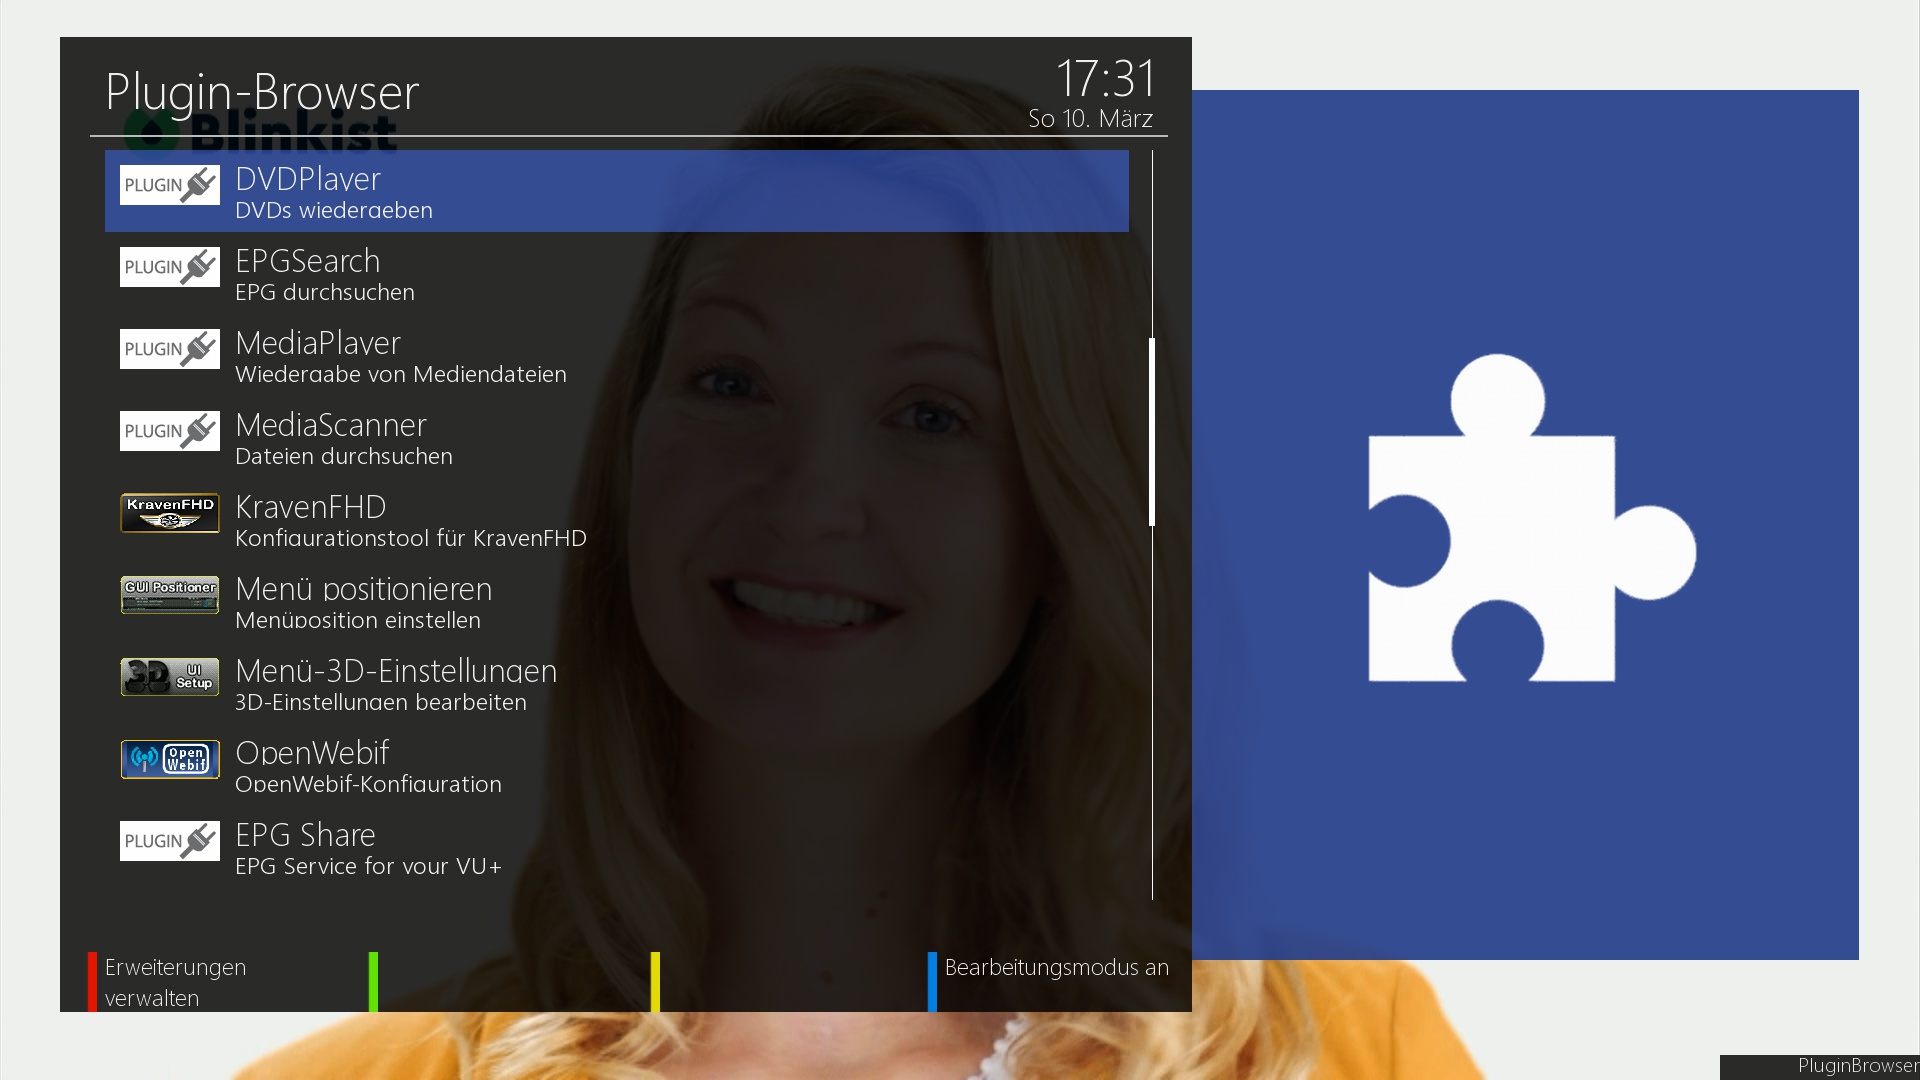 Plugin-Browser
17:31
So 10. März
Blinkist
PLUGIN
DVDPlayer
DVDs wiedergeben
PLUGIN
EPGSearch
EPG durchsuchen
PLUGIN
MediaPlayer
Wiedergabe von Mediendateien
PLUGIN
MediaScanner
Dateien durchsuchen
KravenFHD
KravenFHD
Konfigurationstool für KravenFHD
GUI Positioner
Menü positionieren
Menüposition einstellen
3D UI
Setup
Menü-3D-Einstellungen
3D-Einstellungen bearbeiten
Open
Webif
OpenWebif
OpenWebif-Konfiguration
PLUGIN
EPG Share
EPG Service for your VU+
Erweiterungen
verwalten
Bearbeitungsmodus an
PluginBrowser